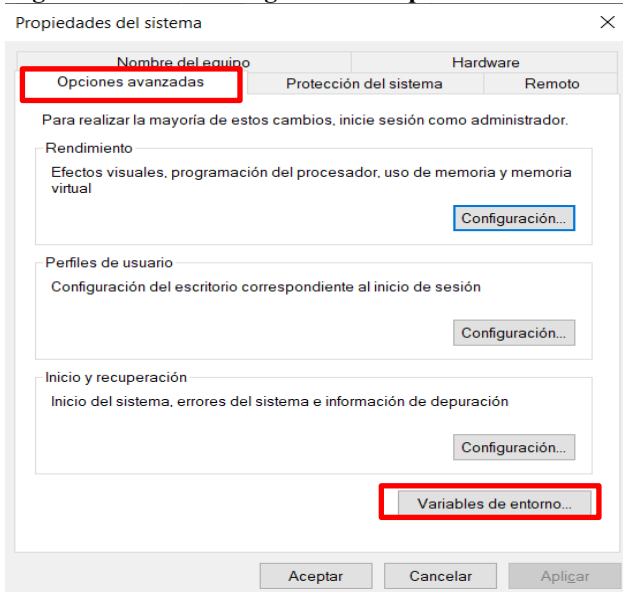 Propiedades del sistema
Nombre del equipo
Hardware
Opciones avanzadas
Protección del sistema
Remoto
Para realizar la mayoría de estos cambios, inicie sesión como administrador.
Rendimiento
Efectos visuales, programación del procesador, uso de memoria y memoria
virtual
Configuración...
Perfiles de usuario
Configuración del escritorio correspondiente al inicio de sesión
Configuración...
Inicio y recuperación
Inicio del sistema, errores del sistema e información de depuración
Configuración...
Variables de entorno...
Aceptar
Cancelar
Aplicar